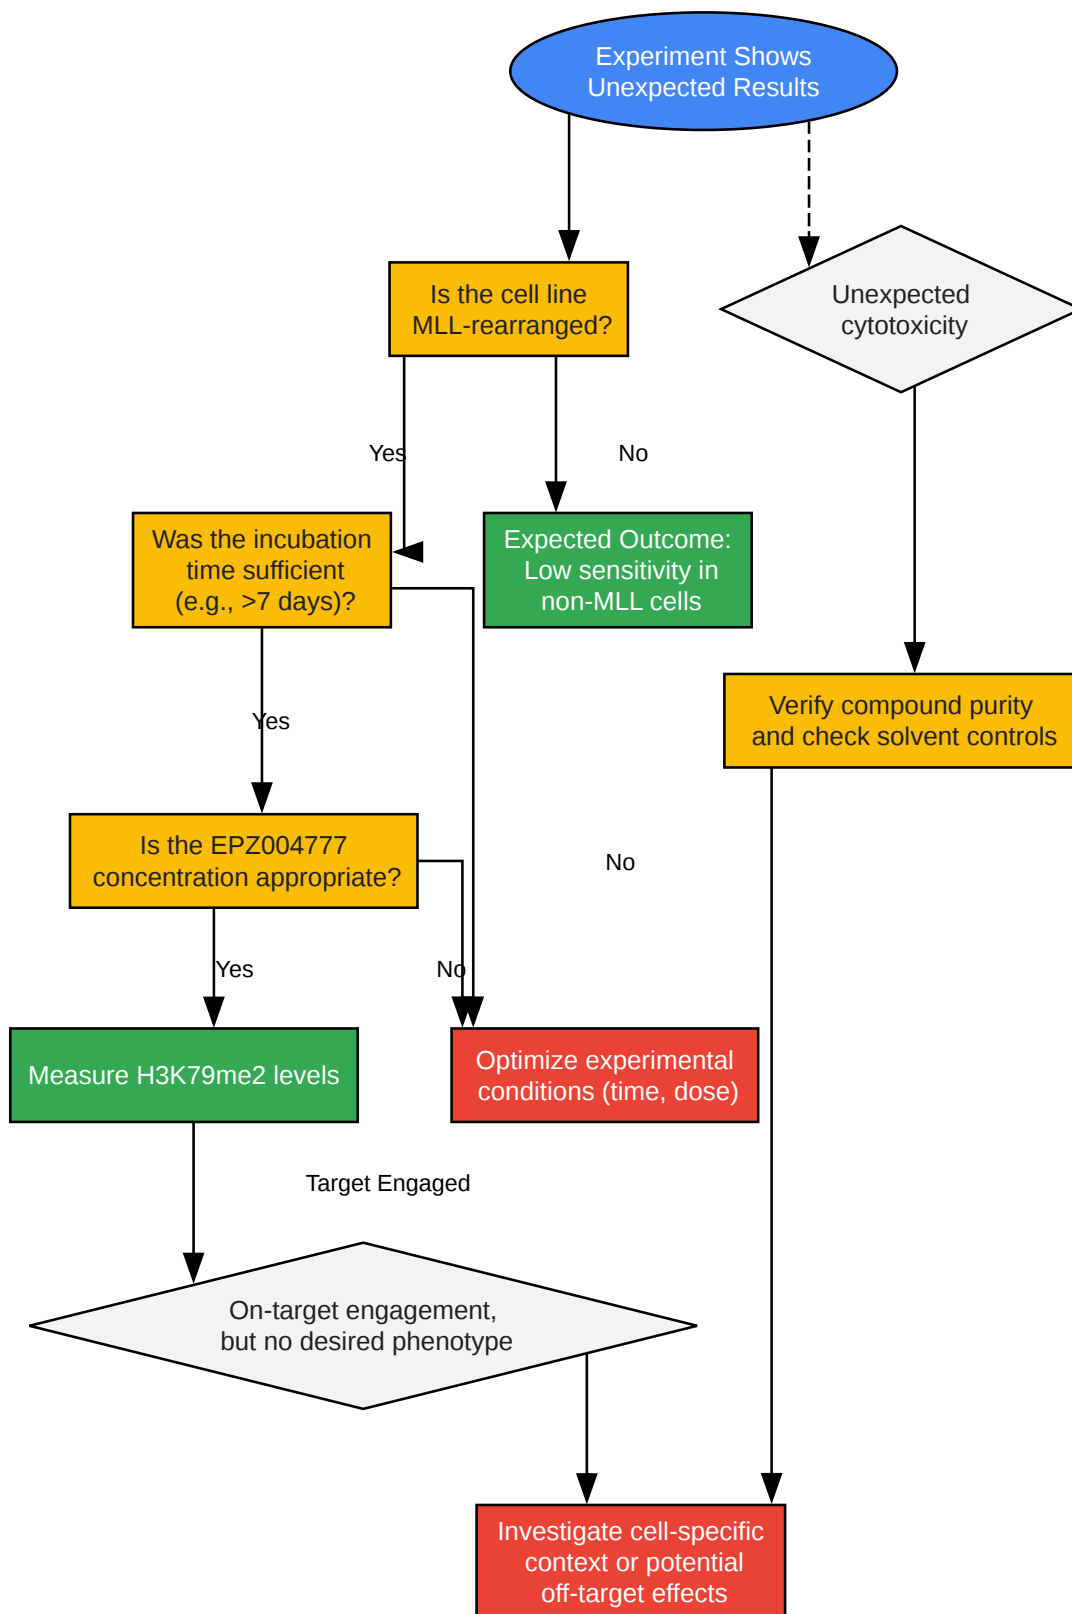 Experiment Shows
Unexpected Results
Is the cell line
MLL-rearranged?
Unexpected
cytotoxicity
Yes
No
Was the incubation
time sufficient
(e.g., >7 days)?
Expected Outcome:
Low sensitivity in
non-MLL cells
Verify compound purity
and check solvent controls
Yes
Is the EPZ004777
concentration appropriate?
No
Yes
No
Measure H3K79me2 levels
Optimize experimental
conditions (time, dose)
Target Engaged
On-target engagement,
but no desired phenotype
Investigate cell-specific
context or potential
off-target effects